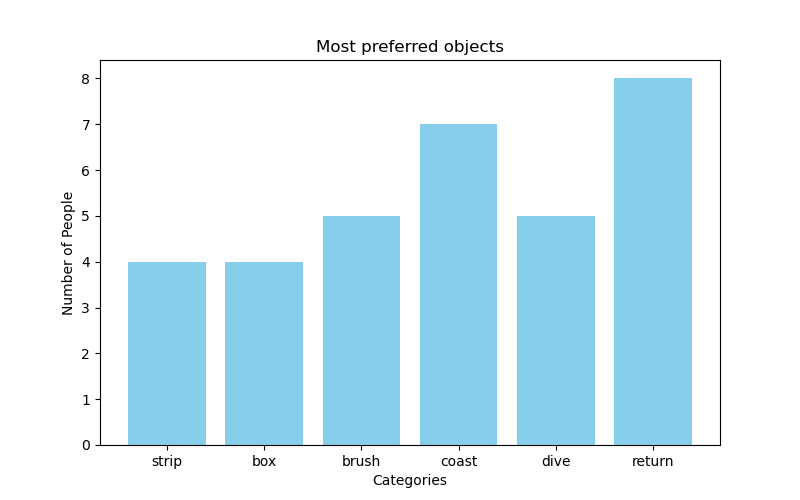 Most preferred objects
Number of People
8
7
6
5
4
3
2
1
0
strip box brush coast dive return
Categories